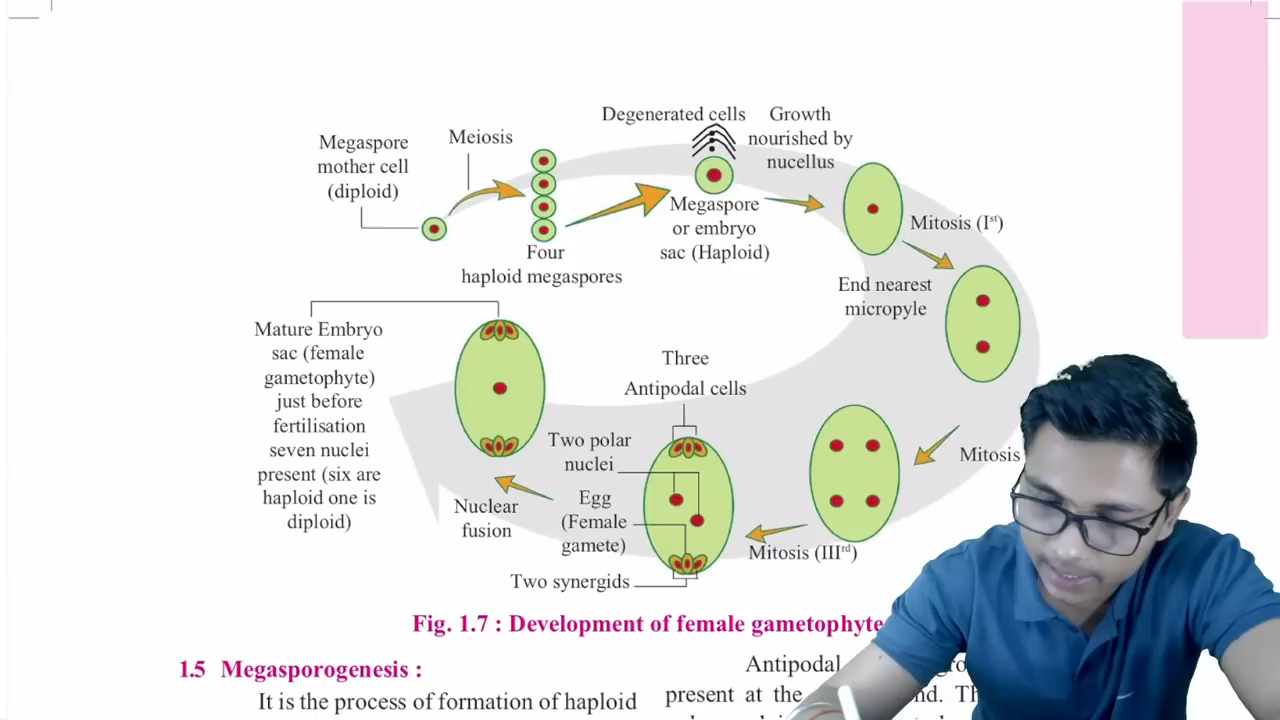 Degenerated cells
Growth
nourished by
nucellus
Meiosis
Megaspore
mother cell
(diploid)
Megaspore
or embryo
sac (Haploid)
Four
haploid megaspores
Mitosis (Iˢᵗ)
End nearest
micropyle
Mature Embryo
sac (female
gametophyte)
just before
fertilisation
seven nuclei
present (six are
haploid one is
diploid)
Three
Antipodal cells
Two polar
nuclei
Mitosis
Egg
(Female
gamete)
Nuclear
fusion
Mitosis (IIIʳᵈ)
Two synergids
Fig. 1.7 : Development of female gametophyte
1.5 Megasporogenesis :
It is the process of formation of haploid
Antipodal
present at the